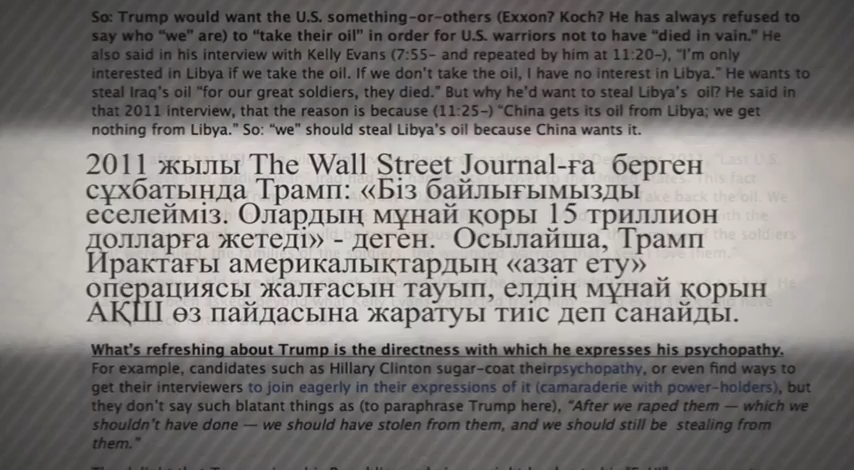 So: Trump would want the U.S. something-or-others (Exxon? Koch? He has always refused to
say who “we” are) to “take their oil” in order for U.S. warriors not to have “died in vain.” He
also said in his interview with Kelly Evans (7:55- and repeated by him at 11:20-), “I’m only
interested in Libya if we take the oil. If we don’t take the oil, I have no interest in Libya.” He wants to
steal Iraq’s oil “for our great soldiers, they died.” But why he’d want to steal Libya’s  oil? He said in
that 2011 interview, that the reason is because (11:25-) “China gets its oil from Libya; we get
nothing from Libya.” So: “we” should steal Libya’s oil because China wants it.
2011 жылы The Wall Street Journal-ға  берген
сұхбатында Трамп: «Біз байлығымызды
еселейміз. Олардың мұнай қоры 15 триллион
долларға жетеді» - деген.  Осылайша, Трамп
Ирактағы америкалықтардың «азат ету»
операциясы жалғасын тауып, елдің мұнай қорын
АҚШ өз пайдасына жаратуы тиіс деп санайды.
What’s refreshing about Trump is the directness with which he expresses his psychopathy.
For example, candidates such as Hillary Clinton sugar-coat theirpsychopathy, or even find ways to
get their interviewers to join eagerly in their expressions of it (camaraderie with power-holders), but
they don’t say such blatant things as (to paraphrase Trump here), “After we raped them — which we
shouldn’t have done — we should have stolen from them, and we should still be  stealing from
them.”